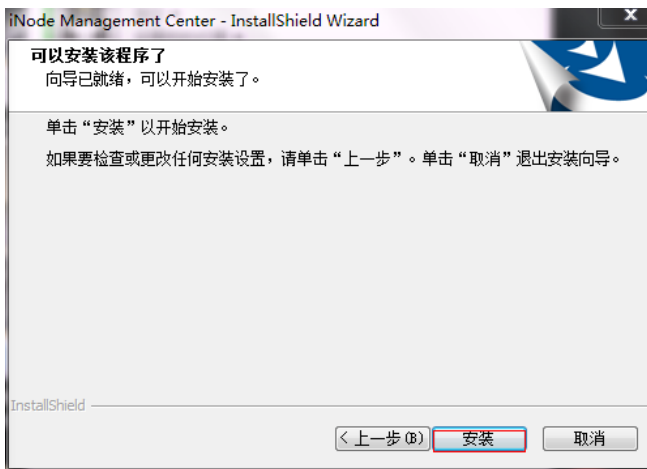 iNode Management Center - InstallShield Wizard
可以安装该程序了
向导已就绪，可以开始安装了。
单击“安装”以开始安装。
如果要检查或更改任何安装设置，请单击“上一步”。单击“取消”退出安装向导。
InstallShield
< 上一步(B)
安装
取消